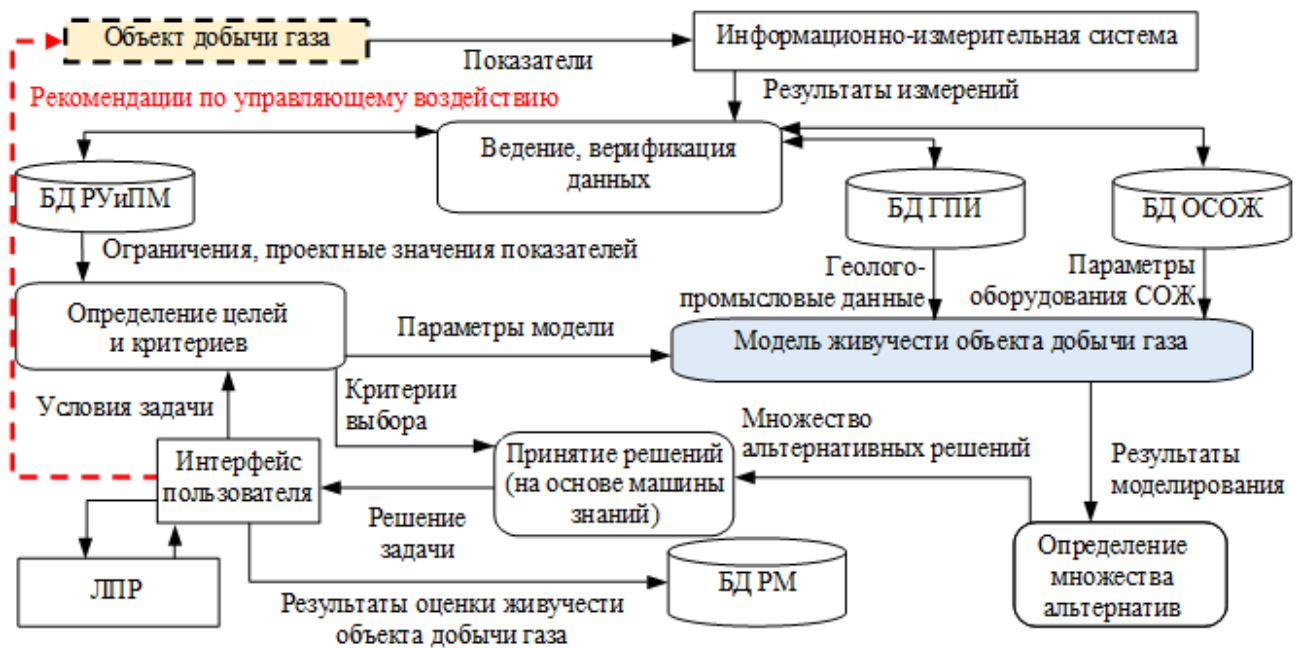 Объект добычи газа
Информационно-измерительная система
Показатели
Рекомендации по управляющему воздействию
Результаты измерений
Ведение, верификация
данных
БД РУиПМ
БД ГПИ
БД ОСОЖ
Ограничения, проектные значения показателей
Геолого-
промысловые данные
Параметры
оборудования СОЖ
Определение целей
и критериев
Параметры модели
Модель живучести объекта добычи газа
Условия задачи
Критерии
выбора
Множество
альтернативных решений
Результаты
моделирования
Интерфейс
пользователя
Принятие решений
(на основе машины
знаний)
Решение
задачи
Определение
множества
альтернатив
ЛПР
БД РМ
Результаты оценки живучести
объекта добычи газа